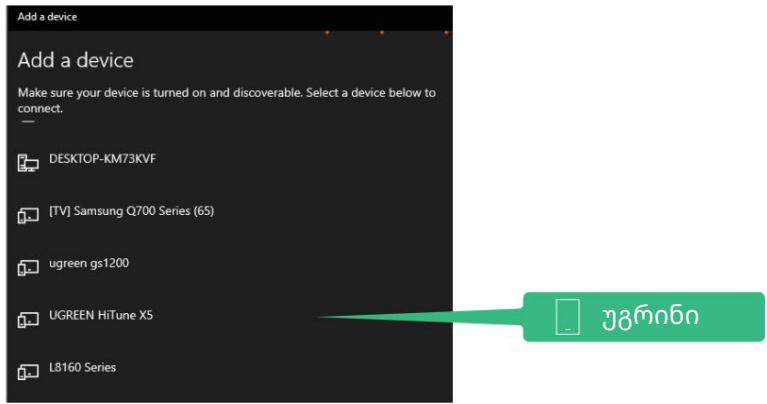 Add a device
Add a device
Make sure your device is turned on and discoverable. Select a device below to
connect.
DESKTOP-KM73KVF
[TV] Samsung Q700 Series (65)
ugreen gs1200
UGREEN HiTune X5
უგრინი
L8160 Series